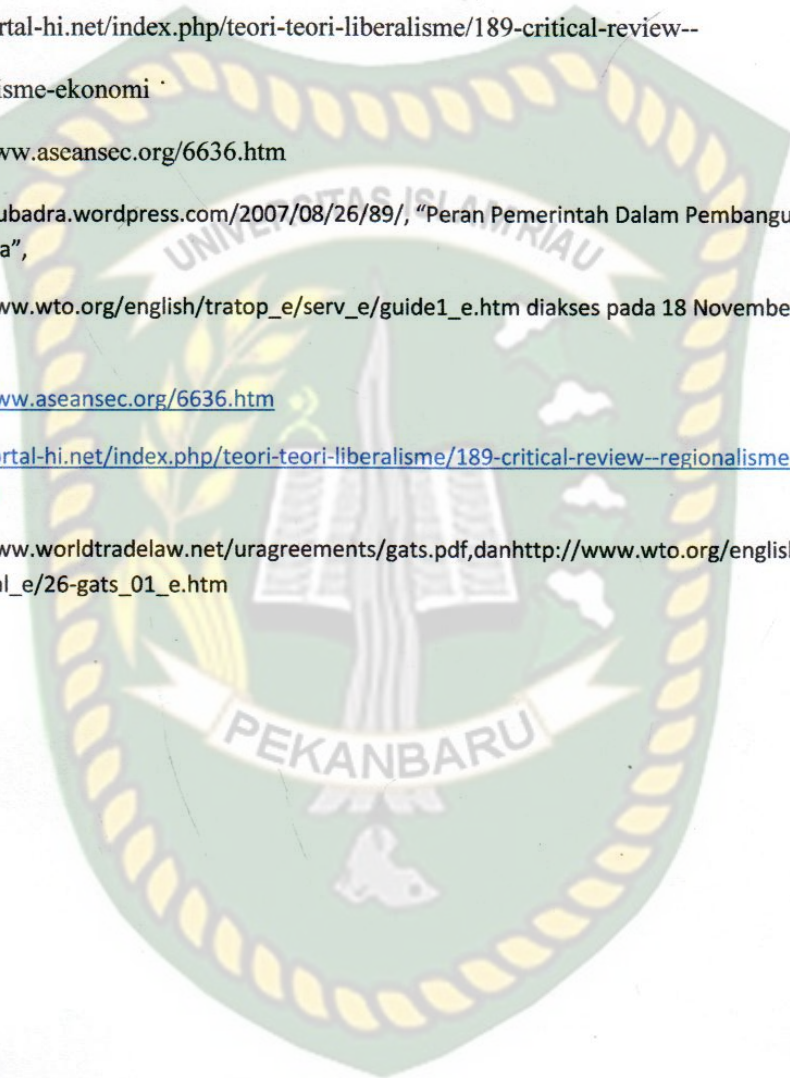 rtal-hi.net/index.php/teori-teori-liberalisme/189-critical-review--
isme-ekonomi
ww.aseansec.org/6636.htm
UNIVERSITAS ISLAM RIAU
ubadra.wordpress.com/2007/08/26/89/, “Peran Pemerintah Dalam Pembangu
a”,
ww.wto.org/english/tratop_e/serv_e/guide1_e.htm diakses pada 18 Novembe
ww.aseansec.org/6636.htm
ortal-hi.net/index.php/teori-teori-liberalisme/189-critical-review--regionalisme
ww.worldtradelaw.net/uragreements/gats.pdf,danhttp://www.wto.org/english
al_e/26-gats_01_e.htm
PEKANBARU